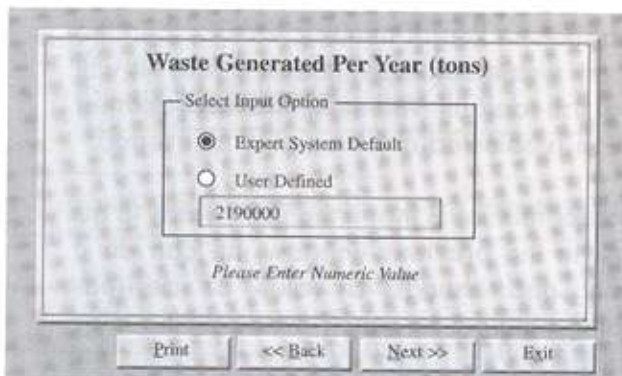 Waste Generated Per Year (tons)
Select Input Option
Expert System Default
User Defined
2190000
Please Enter Numeric Value
Print
<< Back
Next >>
Exit